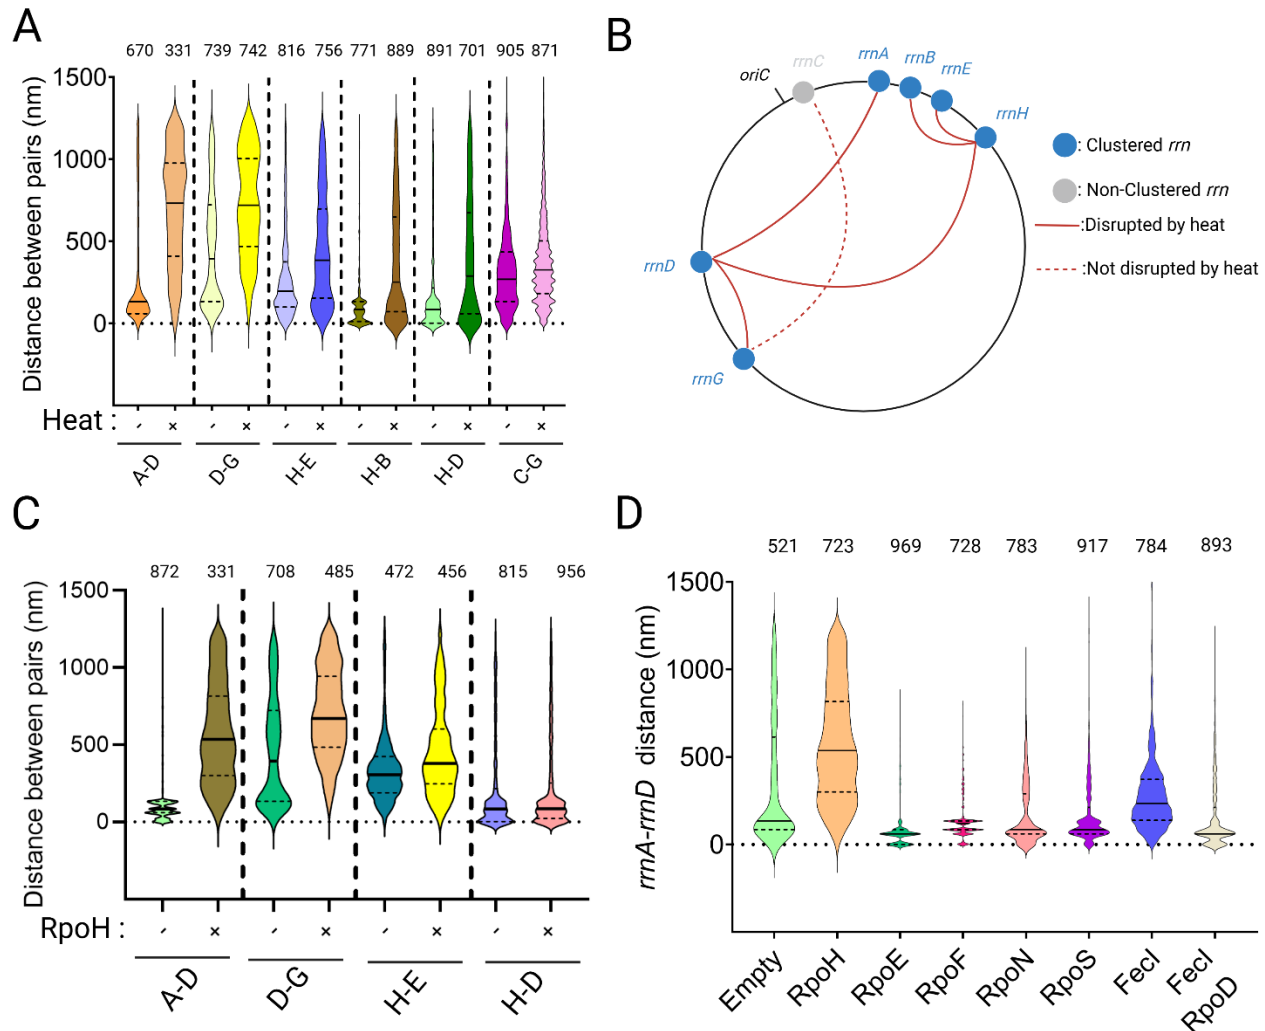 A
670 331 739 742 816 756 771 889 891 701 905 871
Distance between pairs (nm)
1500
1000
500
0
Heat : - + - + - + - + - + - +
A-D D-G H-E H-B H-D C-G
B
oriC
rrnC
rrnA
rrnB
rrnE
rrnH
rrnD
rrnG
: Clustered rrn
: Non-Clustered rrn
:Disrupted by heat
:Not disrupted by heat
C
872 331 708 485 472 456 815 956
Distance between pairs (nm)
1500
1000
500
0
RpoH : - + - + - + - +
A-D D-G H-E H-D
D
521 723 969 728 783 917 784 893
rrnA-rrnD distance (nm)
1500
1000
500
0
Empty RpoH RpoE RpoF RpoN RpoS FecI FecI
RpoD